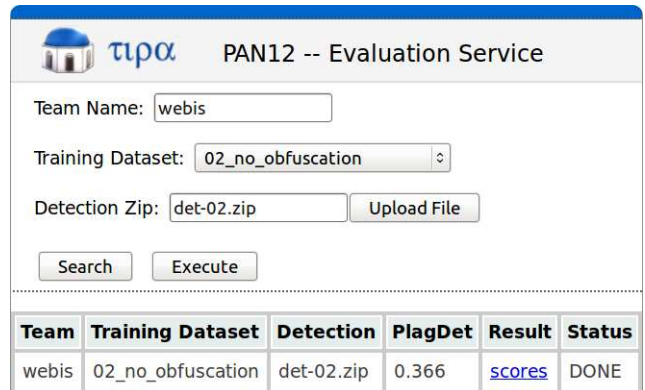 τιρα PAN12 -- Evaluation Service
Team Name: webis
Training Dataset: 02_no_obfuscation
Detection Zip: det-02.zip Upload File
Search Execute
Team Training Dataset Detection PlagDet Result Status
webis 02_no_obfuscation det-02.zip 0.366 scores DONE